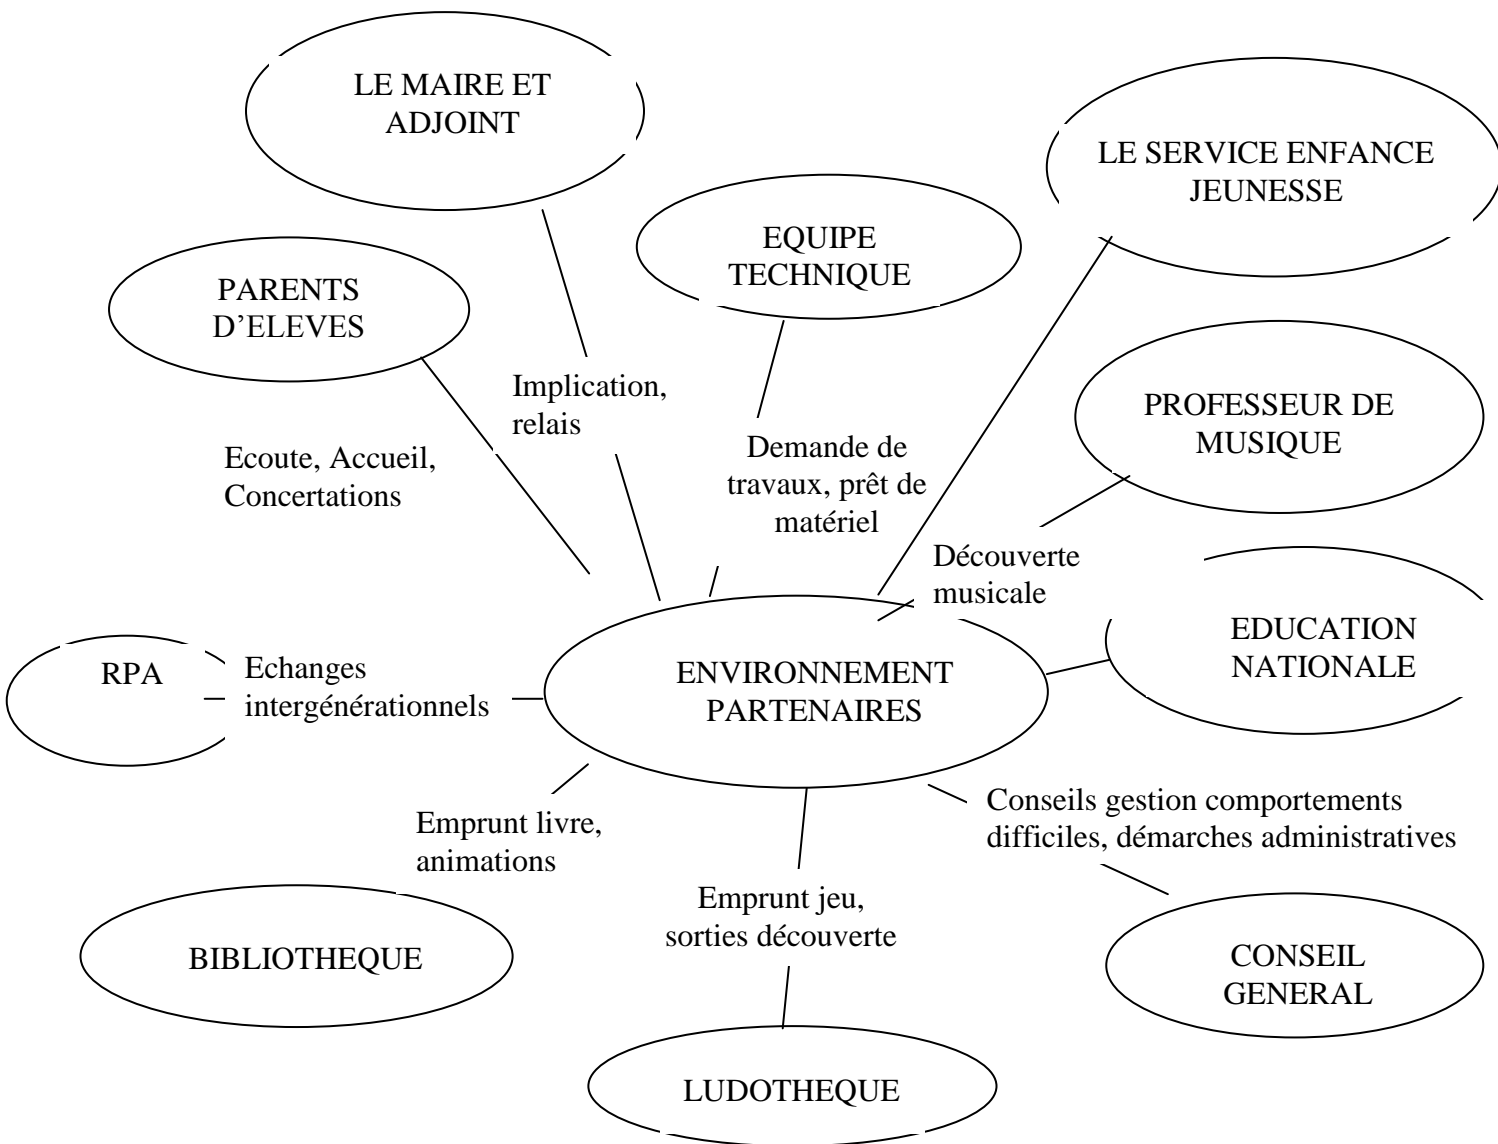 LE MAIRE ET
ADJOINT
LE SERVICE ENFANCE
JEUNESSE
EQUIPE
TECHNIQUE
PARENTS
D’ELEVES
Implication,
relais
PROFESSEUR DE
MUSIQUE
Ecoute, Accueil,
Concertations
Demande de
travaux, prêt de
matériel
Découverte
musicale
EDUCATION
NATIONALE
RPA
Echanges
intergénérationnels
ENVIRONNEMENT
PARTENAIRES
Emprunt livre,
animations
Conseils gestion comportements
difficiles, démarches administratives
Emprunt jeu,
sorties découverte
BIBLIOTHEQUE
CONSEIL
GENERAL
LUDOTHEQUE